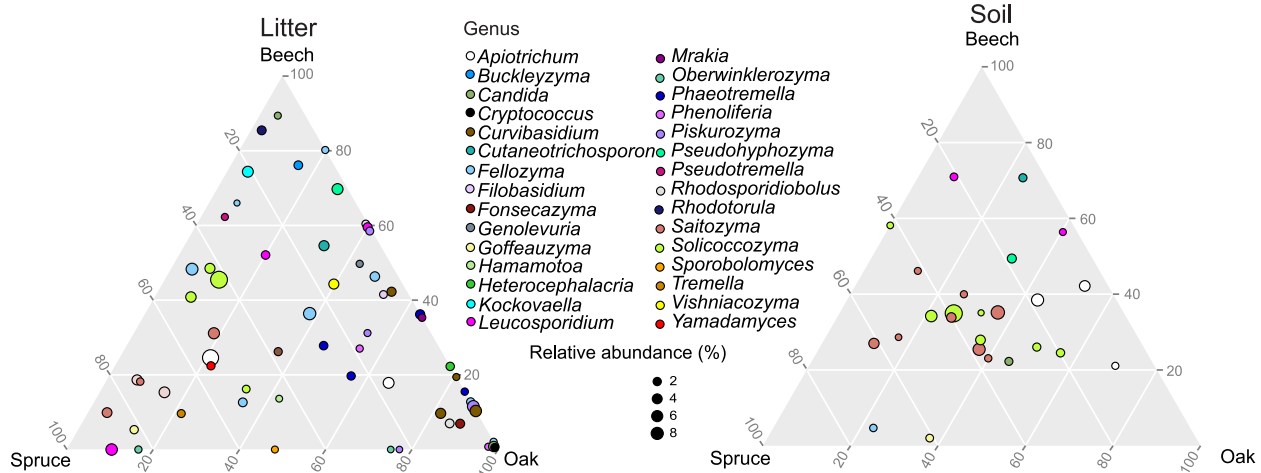 Litter
Beech
100
80
60
40
20
20
40
60
80
100
Spruce
20
40
60
80
100
Oak
Genus
Apiotrichum
Buckleyzyma
Candida
Cryptococcus
Curvibasidium
Cutaneotrichosporon
Fellozyma
Filobasidium
Fonsecazyma
Genolevuria
Goffeauzyma
Hamamotoa
Heterocephalacria
Kockovaella
Leucosporidium
Mrakia
Oberwinklerozyma
Phaeotremella
Phenoliferia
Piskurozyma
Pseudohyphozyma
Pseudotremella
Rhodosporidiobolus
Rhodotorula
Saitozyma
Solicoccozyma
Sporobolomyces
Tremella
Vishniacozyma
Yamadamyces
Relative abundance (%)
2
4
6
8
Soil
Beech
100
80
60
40
20
20
40
60
80
100
Spruce
20
40
60
80
100
Oak